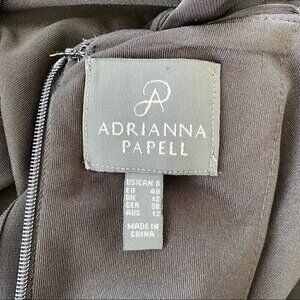 AP
ADRIANNA
PAPELL
US/CAN 8
EU 40
UK 12
GER 38
AUS 12
MADE IN
CHINA